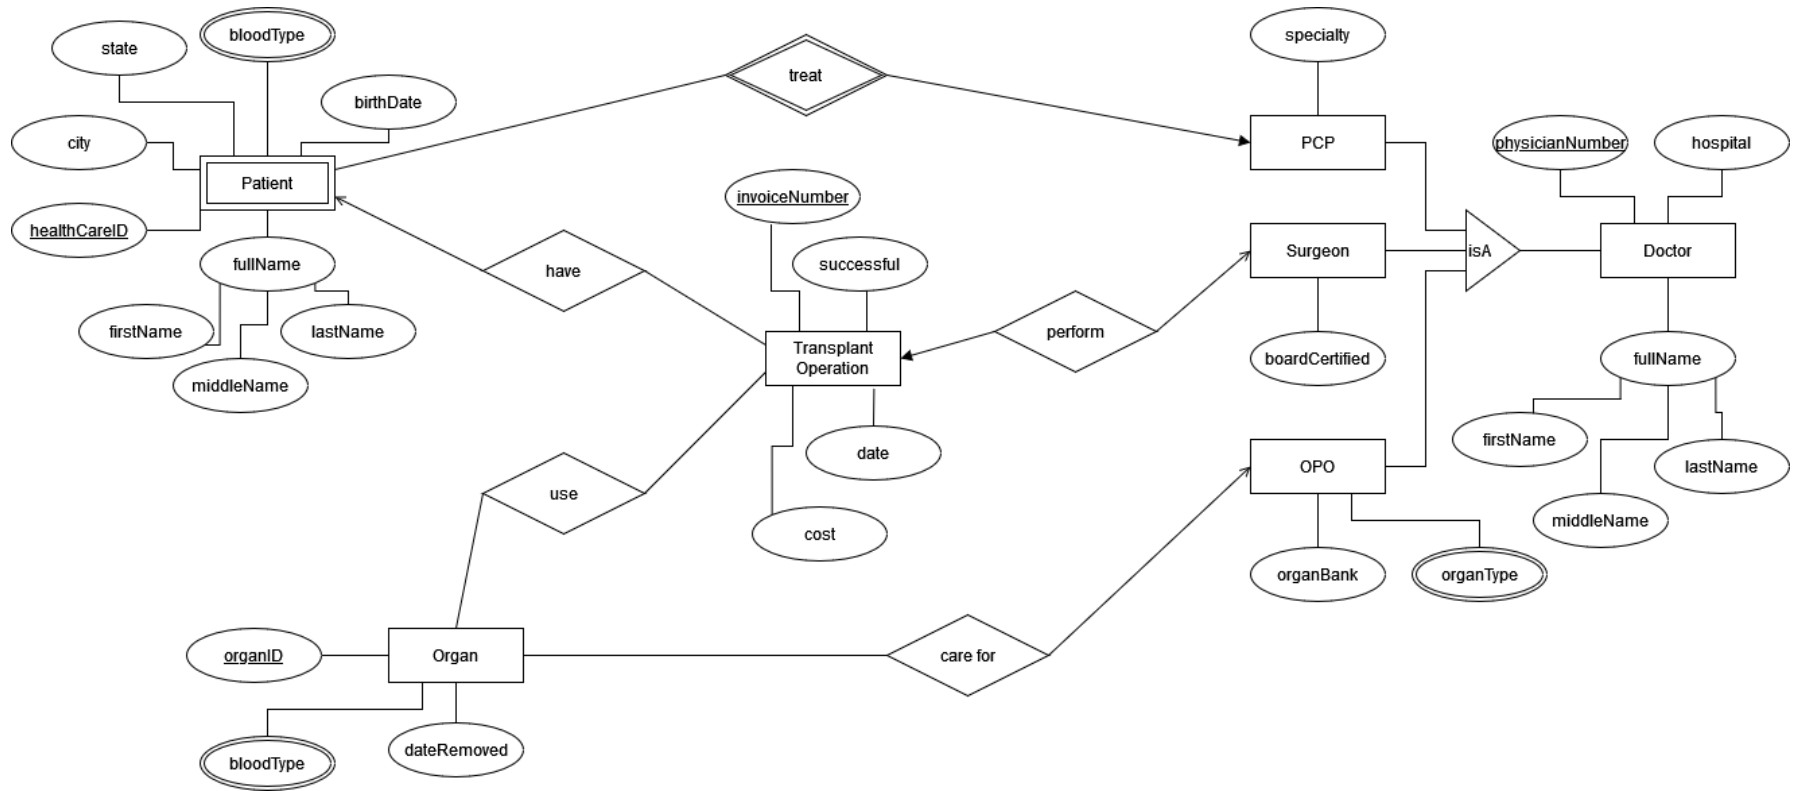 bloodType
specialty
state
treat
birthDate
city
PCP
physicianNumber
hospital
Patient
invoiceNumber
healthCareID
Surgeon
isA
Doctor
fullName
successful
have
firstName
lastName
perform
Transplant
Operation
boardCertified
fullName
middleName
firstName
date
OPO
lastName
use
middleName
cost
organBank
organType
organID
Organ
care for
dateRemoved
bloodType